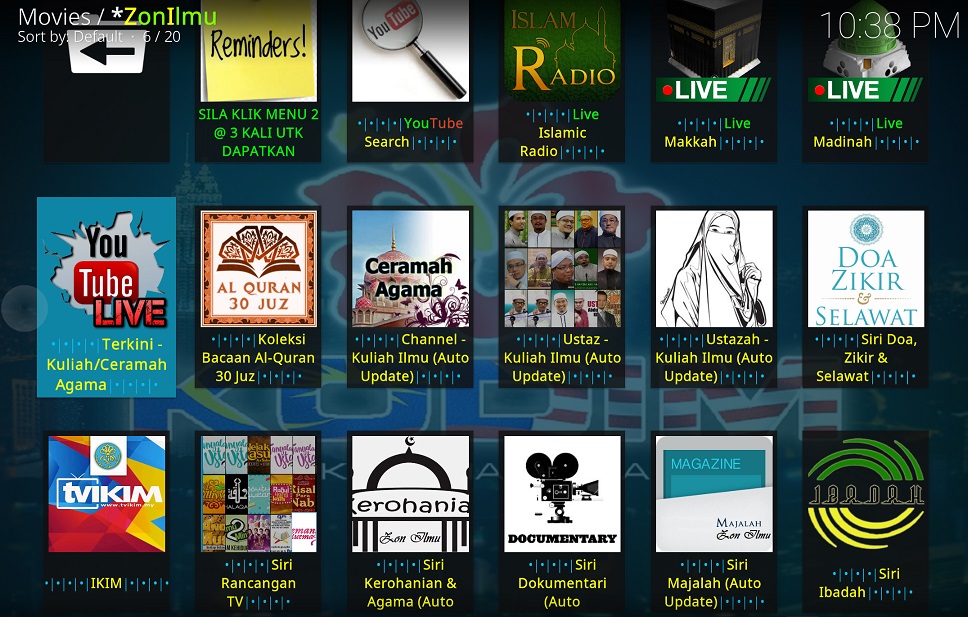 Movies / *ZonIlmu
Sort by: Default · 6 / 20
10:38 PM
Reminders!
You Tube
ISLAM
RADIO
LIVE
LIVE
SILA KLIK MENU 2
@ 3 KALI UTK
DAPATKAN
·|·|·|·|YouTube
Search|·|·|·|·
·|·|·|·|Live
Islamic
Radio|·|·|·|·
·|·|·|·|Live
Makkah|·|·|·|·
·|·|·|·|Live
Madinah|·|·|·|·
You
Tube
LIVE
AL QURAN
30 JUZ
Ceramah
Agama
DOA
ZIKIR
&
SELAWAT
·|·|·|·|Terkini -
Kuliah/Ceramah
Agama|·|·|·|·
·|·|·|·|Koleksi
Bacaan Al-Quran
30 Juz|·|·|·|·
·|·|·|·|Channel -
Kuliah Ilmu (Auto
Update)|·|·|·|·
·|·|·|·|Ustaz -
Kuliah Ilmu (Auto
Update)|·|·|·|·
·|·|·|·|Ustazah -
Kuliah Ilmu (Auto
Update)|·|·|·|·
·|·|·|·|Siri Doa,
Zikir &
Selawat|·|·|·|·
KODIM
tvIKIM
www.tvikim.my
Kerohania
Zon Ilmu
DOCUMENTARY
MAGAZINE
MAJALAH
Zon Ilmu
IBADAH
·|·|·|·|IKIM|·|·|·|·
·|·|·|·|Siri
Rancangan
TV|·|·|·|·
·|·|·|·|Siri
Kerohanian &
Agama (Auto
·|·|·|·|Siri
Dokumentari
(Auto
·|·|·|·|Siri
Majalah (Auto
Update)|·|·|·|·
·|·|·|·|Siri
Ibadah|·|·|·|·